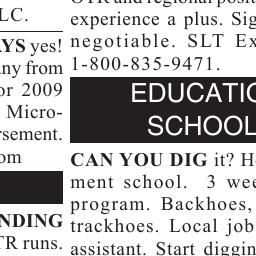 LLC.
AYS yes!
any from
or 2009
Micro-
rsement.
om
NDING
TR runs.
OTR and regional posit
experience a plus. Sig
negotiable. SLT Ex
1-800-835-9471.
EDUCATIO
SCHOOL
CAN YOU DIG it? H
ment school. 3 wee
program. Backhoes,
trackhoes. Local job
assistant. Start diggin